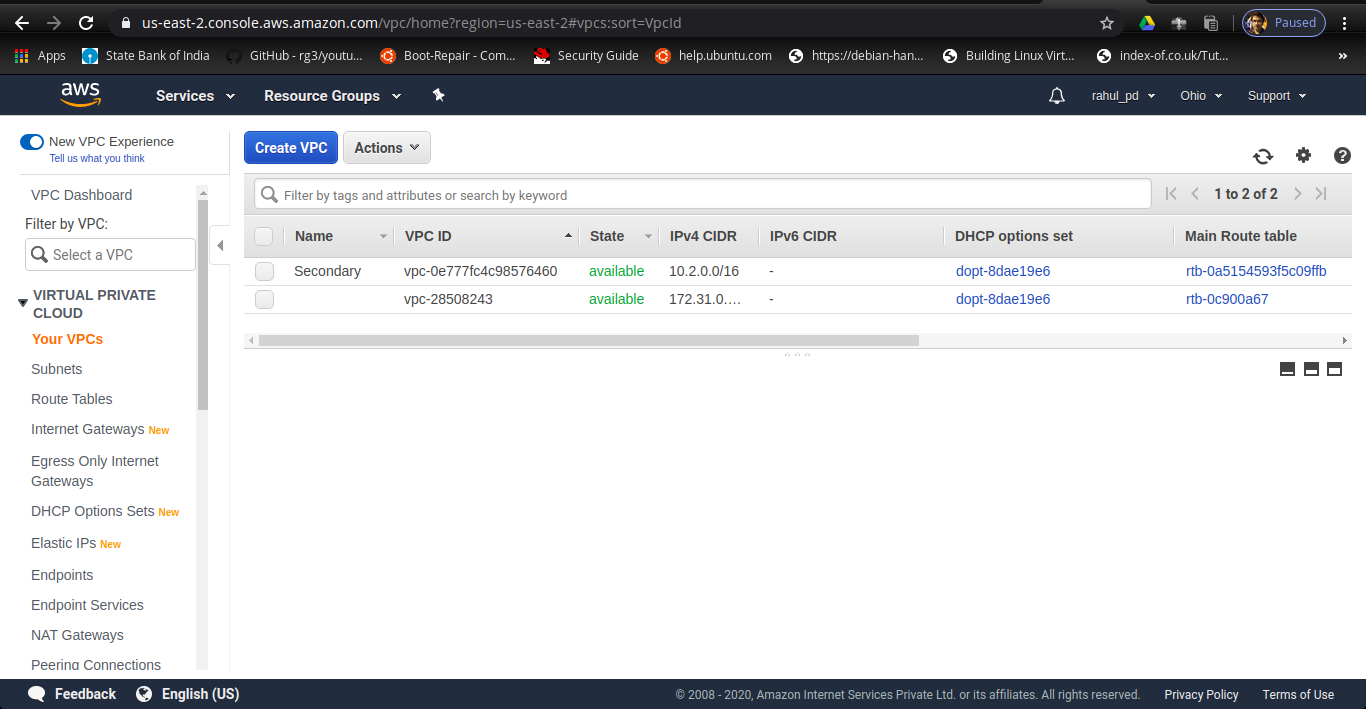 us-east-2.console.aws.amazon.com/vpc/home?region=us-east-2#vpcs:sort=VpcId
Paused
Apps State Bank of India GitHub - rg3/youtu... Boot-Repair - Com... Security Guide help.ubuntu.com https://debian-han... Building Linux Virt... index-of.co.uk/Tut... »
aws Services Resource Groups rahul_pd Ohio Support
New VPC Experience
Tell us what you think
VPC Dashboard
Filter by VPC:
Select a VPC
VIRTUAL PRIVATE
CLOUD
Your VPCs
Subnets
Route Tables
Internet Gateways New
Egress Only Internet
Gateways
DHCP Options Sets New
Elastic IPs New
Endpoints
Endpoint Services
NAT Gateways
Peering Connections
Create VPC Actions
Filter by tags and attributes or search by keyword
1 to 2 of 2
Name VPC ID State IPv4 CIDR IPv6 CIDR DHCP options set Main Route table
Secondary vpc-0e777fc4c98576460 available 10.2.0.0/16 - dopt-8dae19e6 rtb-0a5154593f5c09ffb
vpc-28508243 available 172.31.0.… - dopt-8dae19e6 rtb-0c900a67
Feedback English (US) © 2008 - 2020, Amazon Internet Services Private Ltd. or its affiliates. All rights reserved. Privacy Policy Terms of Use